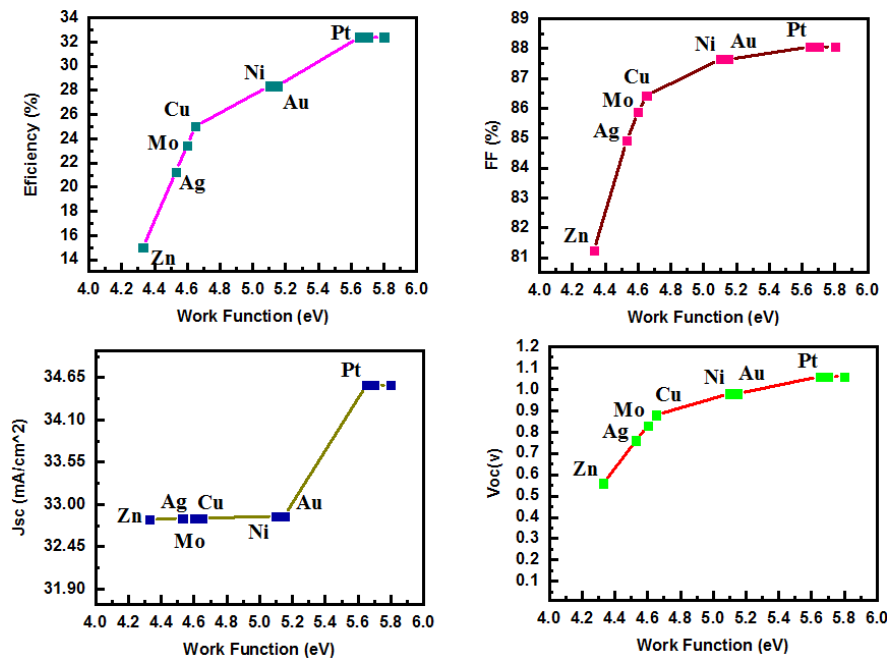 34
32
30
28
26
24
22
20
18
16
14
Eficiency (%)
Pt
Ni
Au
Cu
Mo
Ag
Zn
4.0 4.2 4.4 4.6 4.8 5.0 5.2 5.4 5.6 5.8 6.0
Work Function (eV)
89
88
87
86
85
84
83
82
81
FF (%)
Pt
Ni
Au
Cu
Mo
Ag
Zn
4.0 4.2 4.4 4.6 4.8 5.0 5.2 5.4 5.6 5.8 6.0
Work Function (eV)
34.65
34.10
33.55
33.00
32.45
31.90
Jsc (mA/cm^2)
Pt
Zn
Ag
Cu
Mo
Ni
Au
4.0 4.2 4.4 4.6 4.8 5.0 5.2 5.4 5.6 5.8 6.0
Work Function (eV)
1.2
1.1
1.0
0.9
0.8
0.7
0.6
0.5
0.4
0.3
0.2
0.1
Voc(v)
Pt
Ni
Au
Cu
Mo
Ag
Zn
4.0 4.2 4.4 4.6 4.8 5.0 5.2 5.4 5.6 5.8 6.0
Work Function (eV)